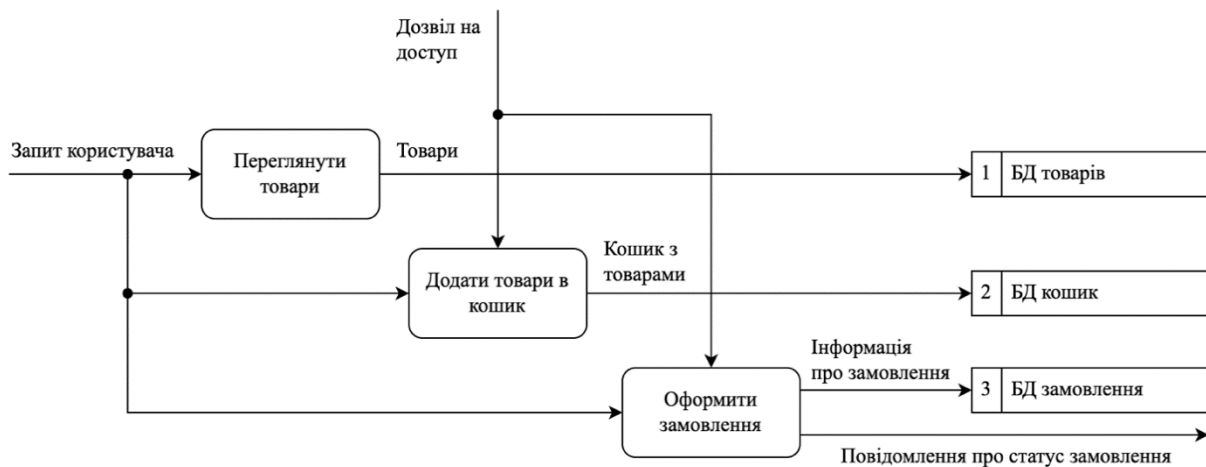 Дозвіл на
доступ
Запит користувача
Переглянути
товари
Товари
1 БД товарів
Додати товари в
кошик
Кошик з
товарами
2 БД кошик
Оформити
замовлення
Інформація
про замовлення
3 БД замовлення
Повідомлення про статус замовлення